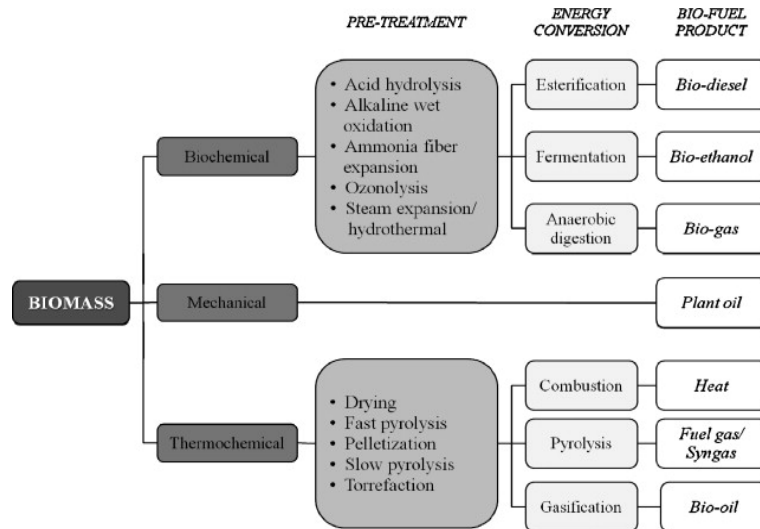 PRE-TREATMENT
ENERGY
CONVERSION
BIO-FUEL
PRODUCT
• Acid hydrolysis
• Alkaline wet
oxidation
• Ammonia fiber
expansion
• Ozonolysis
• Steam expansion/
hydrothermal
Biochemical
Esterification
Bio-diesel
Fermentation
Bio-ethanol
Anaerobic
digestion
Bio-gas
BIOMASS
Mechanical
Plant oil
Thermochemical
• Drying
• Fast pyrolysis
• Pelletization
• Slow pyrolysis
• Torrefaction
Combustion
Heat
Pyrolysis
Fuel gas/
Syngas
Gasification
Bio-oil